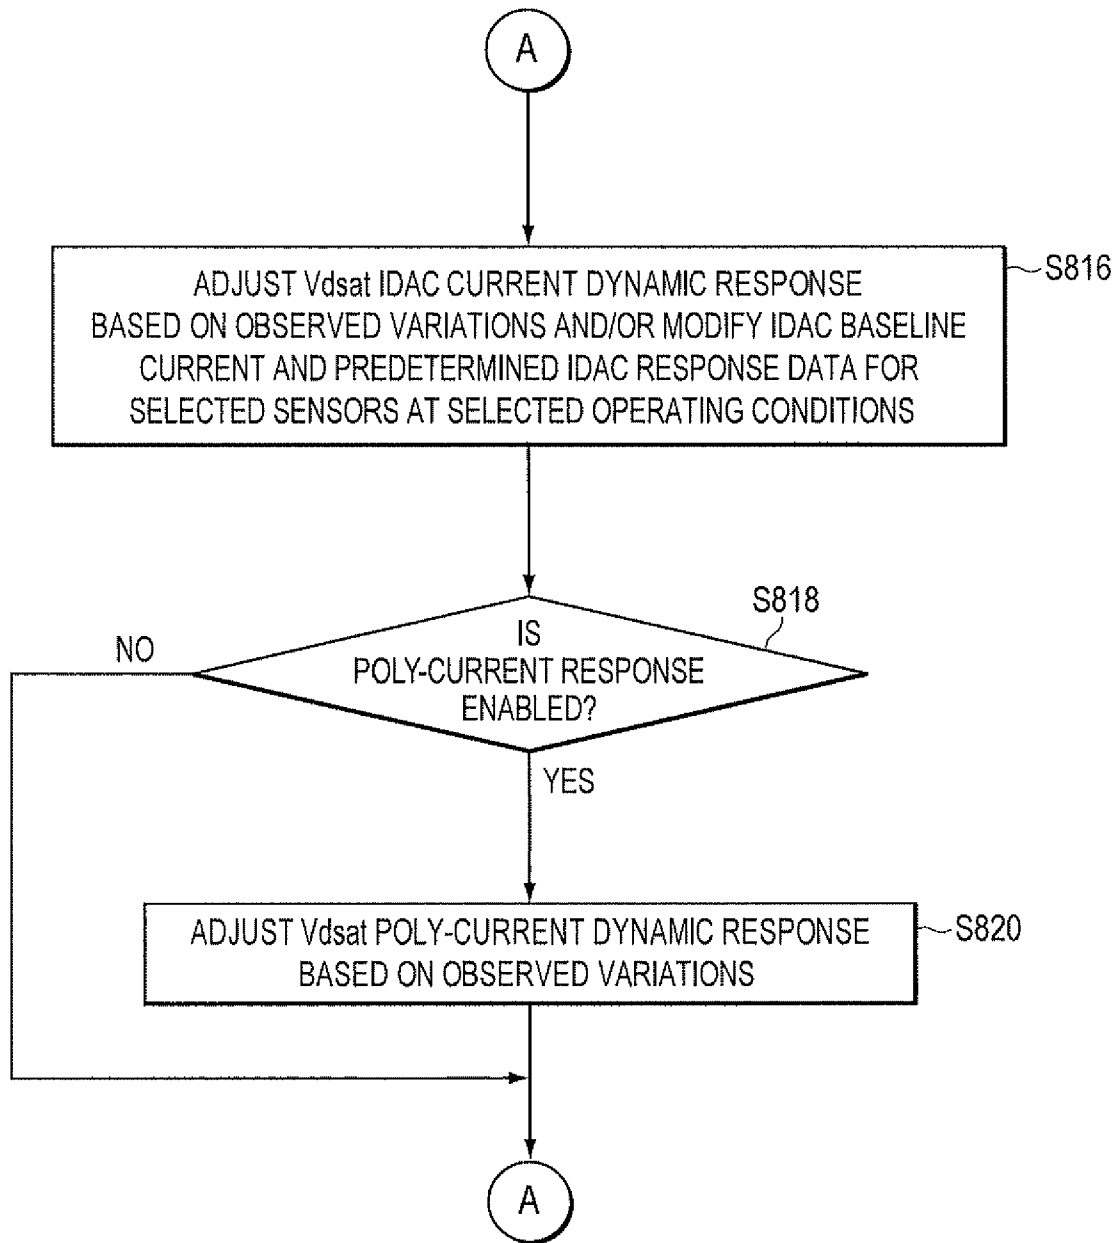 A
ADJUST Vdsat IDAC CURRENT DYNAMIC RESPONSE
BASED ON OBSERVED VARIATIONS AND/OR MODIFY IDAC BASELINE
CURRENT AND PREDETERMINED IDAC RESPONSE DATA FOR
SELECTED SENSORS AT SELECTED OPERATING CONDITIONS
S816
S818
NO
IS
POLY-CURRENT RESPONSE
ENABLED?
YES
ADJUST Vdsat POLY-CURRENT DYNAMIC RESPONSE
BASED ON OBSERVED VARIATIONS
S820
A